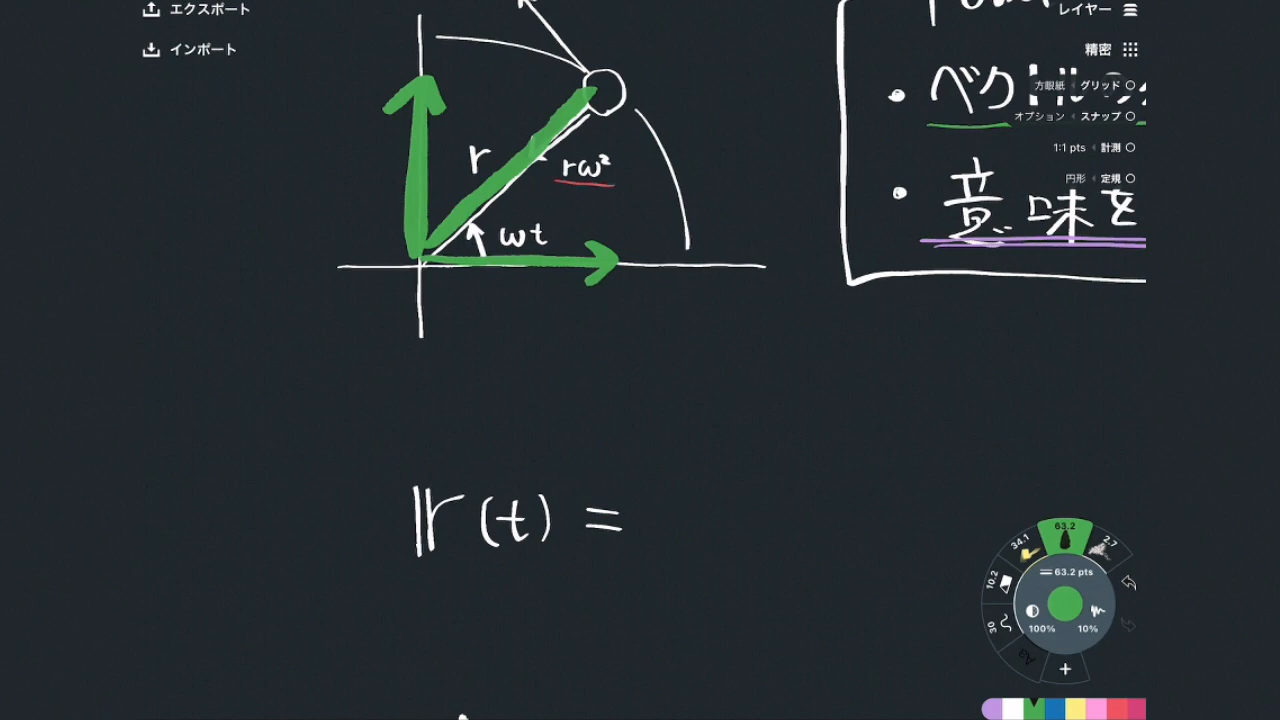 エクスポート
インポート
レイヤー
精密
方眼紙 グリッド
オプション スナップ
1:1 pts 計測
円形 定規
・ベク
・意味を
r
rω²
ωt
r(t) =
63.2
34.1
2.7
10.2
63.2 pts
30
100%
10%
Aa
+